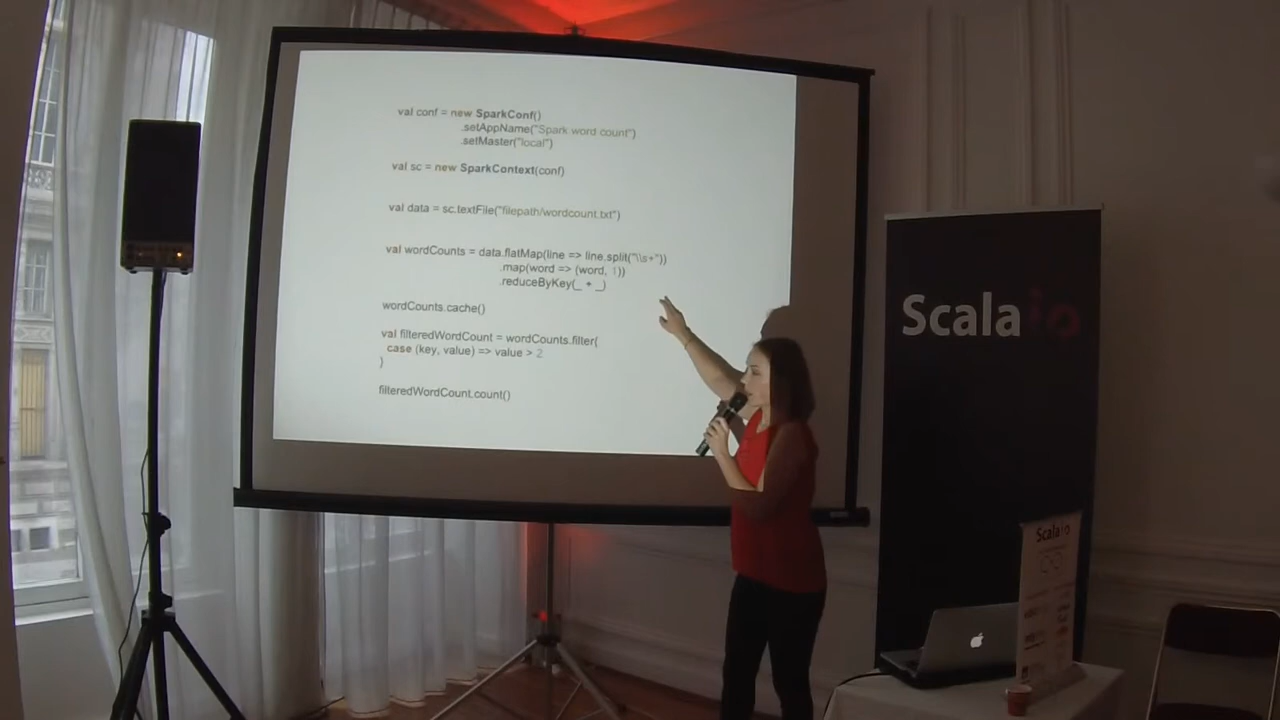 val conf = new SparkConf()
.setAppName("Spark word count")
.setMaster("local")
val sc = new SparkContext(conf)
val data = sc.textFile("filepath/wordcount.txt")
val wordCounts = data.flatMap(line => line.split("\\s+"))
.map(word => (word, 1))
.reduceByKey(_ + _)
wordCounts.cache()
val filteredWordCount = wordCounts.filter(
case (key, value) => value > 2
)
filteredWordCount.count()
Scala io
Scala io